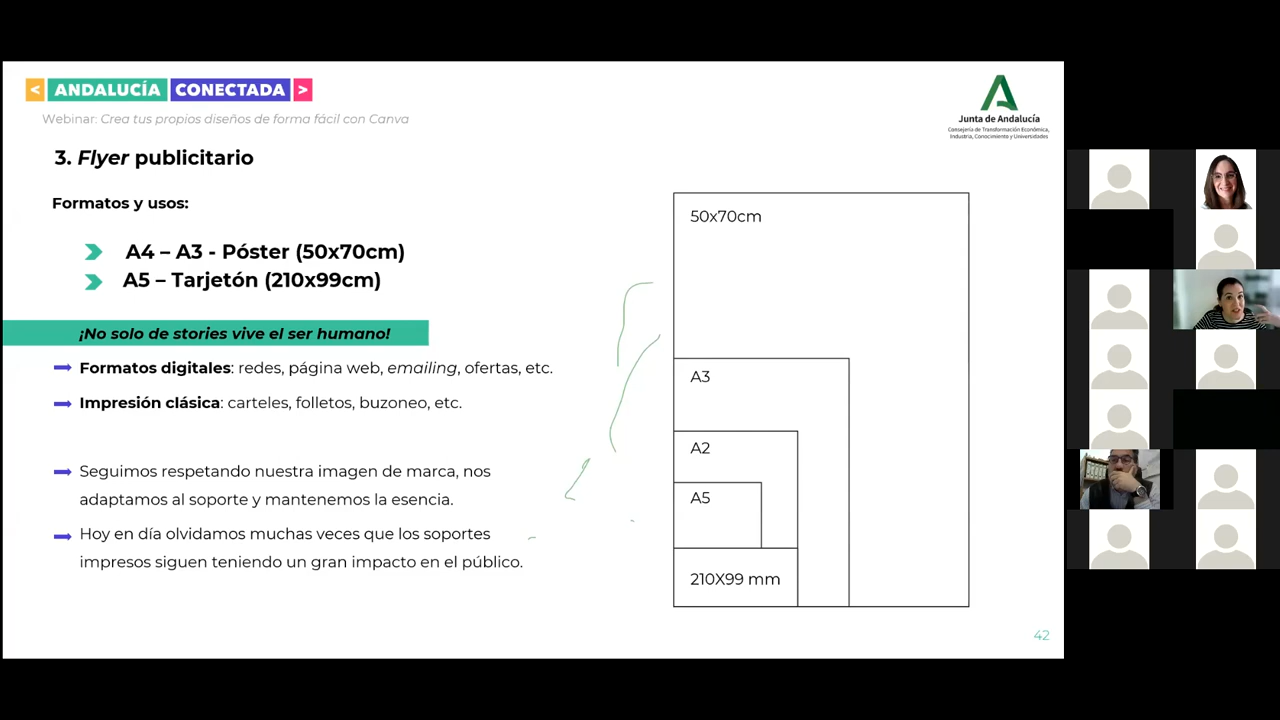 < ANDALUCÍA CONECTADA >
Webinar: Crea tus propios diseños de forma fácil con Canva
Junta de Andalucía
Consejería de Transformación Económica,
Industria, Conocimiento y Universidades
3. Flyer publicitario
Formatos y usos:
A4 – A3 - Póster (50x70cm)
A5 – Tarjetón (210x99cm)
¡No solo de stories vive el ser humano!
Formatos digitales: redes, página web, emailing, ofertas, etc.
Impresión clásica: carteles, folletos, buzoneo, etc.
Seguimos respetando nuestra imagen de marca, nos
adaptamos al soporte y mantenemos la esencia.
Hoy en día olvidamos muchas veces que los soportes
impresos siguen teniendo un gran impacto en el público.
50x70cm
A3
A2
A5
210X99 mm
42